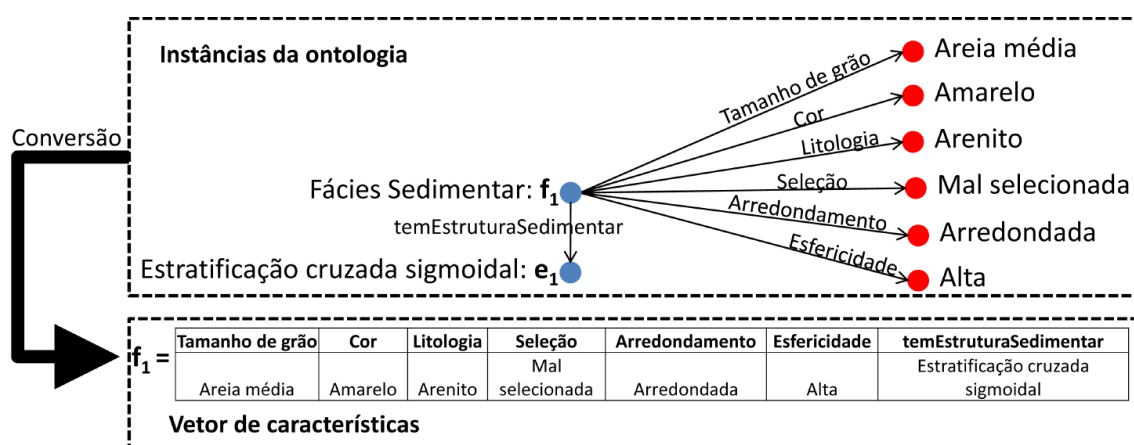 Instâncias da ontologia
Conversão
Tamanho de grão
Areia média
Cor
Amarelo
Litologia
Arenito
Fácies Sedimentar: f1
Seleção
Mal selecionada
temEstruturaSedimentar
Arredondamento
Arredondada
Estratificação cruzada sigmoidal: e1
Esfericidade
Alta
f1 =
Tamanho de grão Cor Litologia Seleção Arredondamento Esfericidade temEstruturaSedimentar
Areia média Amarelo Arenito Mal selecionada Arredondada Alta Estratificação cruzada sigmoidal
Vetor de características